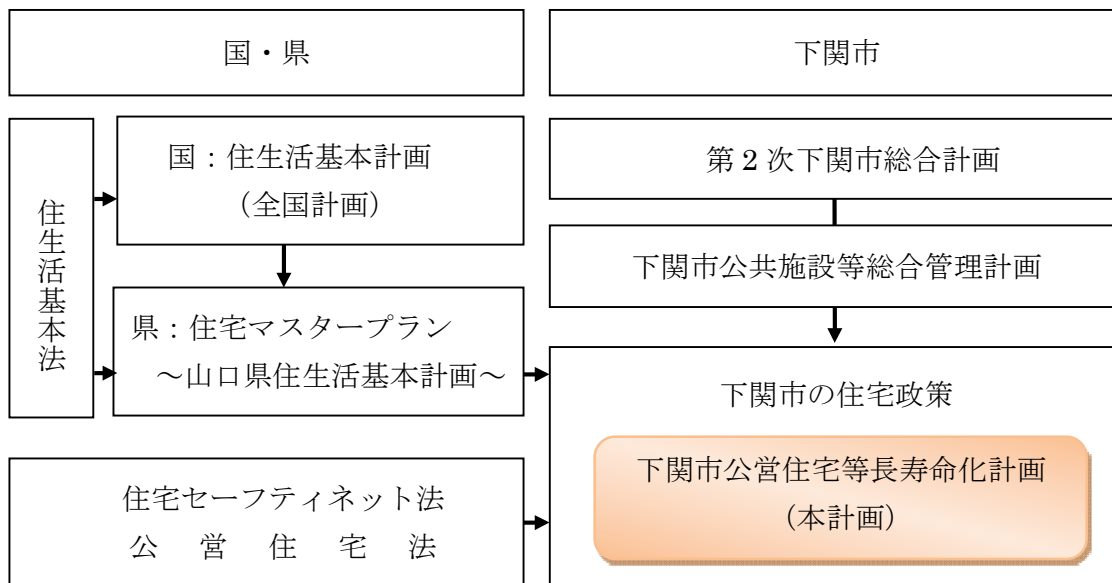 国・県
下関市
住生活基本法
国：住生活基本計画
（全国計画）
県：住宅マスタープラン
～山口県住生活基本計画～
住宅セーフティネット法
公営住宅法
第2次下関市総合計画
下関市公共施設等総合管理計画
下関市の住宅政策
下関市公営住宅等長寿命化計画
（本計画）